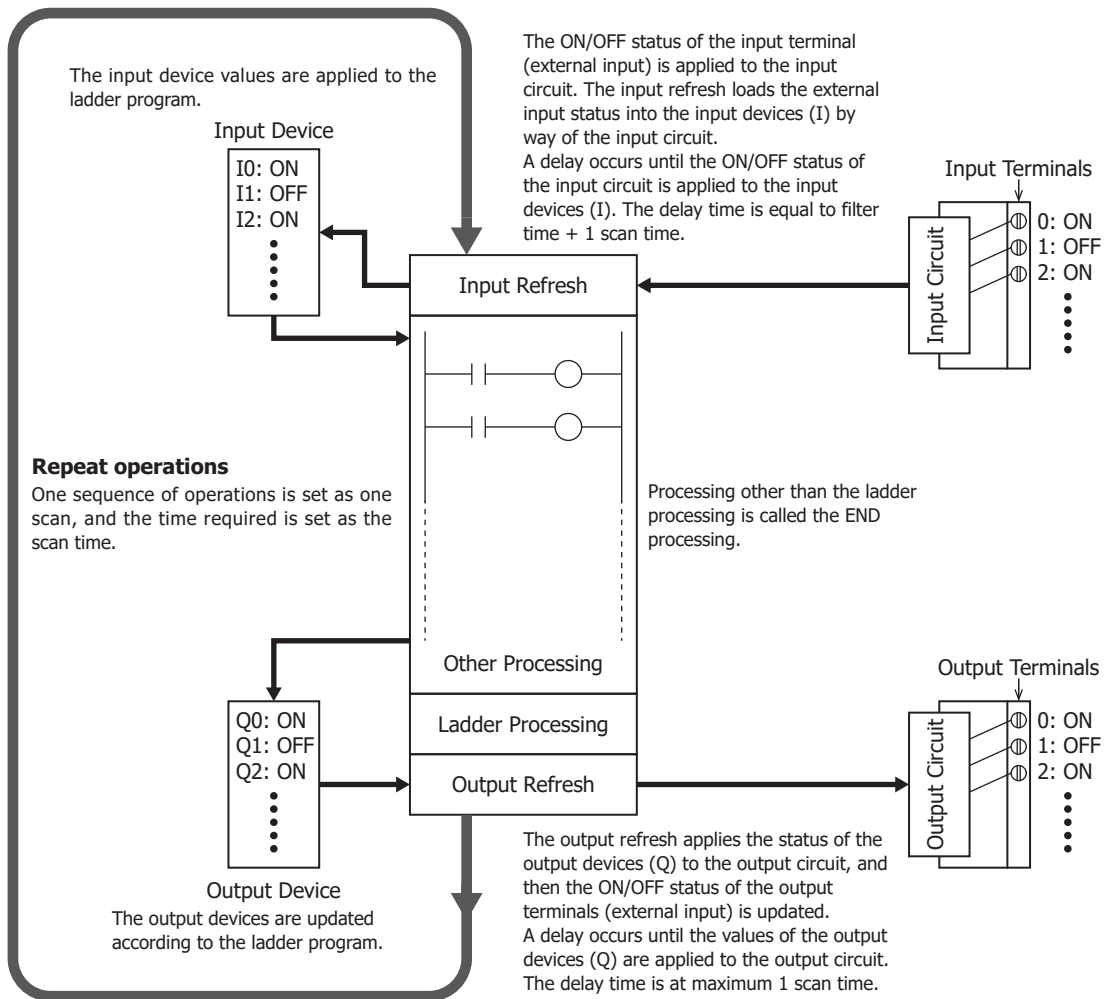 The input device values are applied to the
ladder program.
Input Device
I0: ON
I1: OFF
I2: ON
The ON/OFF status of the input terminal
(external input) is applied to the input
circuit. The input refresh loads the external
input status into the input devices (I) by
way of the input circuit.
A delay occurs until the ON/OFF status of
the input circuit is applied to the input
devices (I). The delay time is equal to filter
time + 1 scan time.
Input Terminals
0: ON
1: OFF
2: ON
Input Circuit
Input Refresh
Repeat operations
One sequence of operations is set as one
scan, and the time required is set as the
scan time.
Processing other than the ladder
processing is called the END
processing.
Other Processing
Ladder Processing
Output Refresh
Q0: ON
Q1: OFF
Q2: ON
Output Device
The output devices are updated
according to the ladder program.
Output Terminals
0: ON
1: OFF
2: ON
Output Circuit
The output refresh applies the status of the
output devices (Q) to the output circuit, and
then the ON/OFF status of the output
terminals (external input) is updated.
A delay occurs until the values of the output
devices (Q) are applied to the output circuit.
The delay time is at maximum 1 scan time.